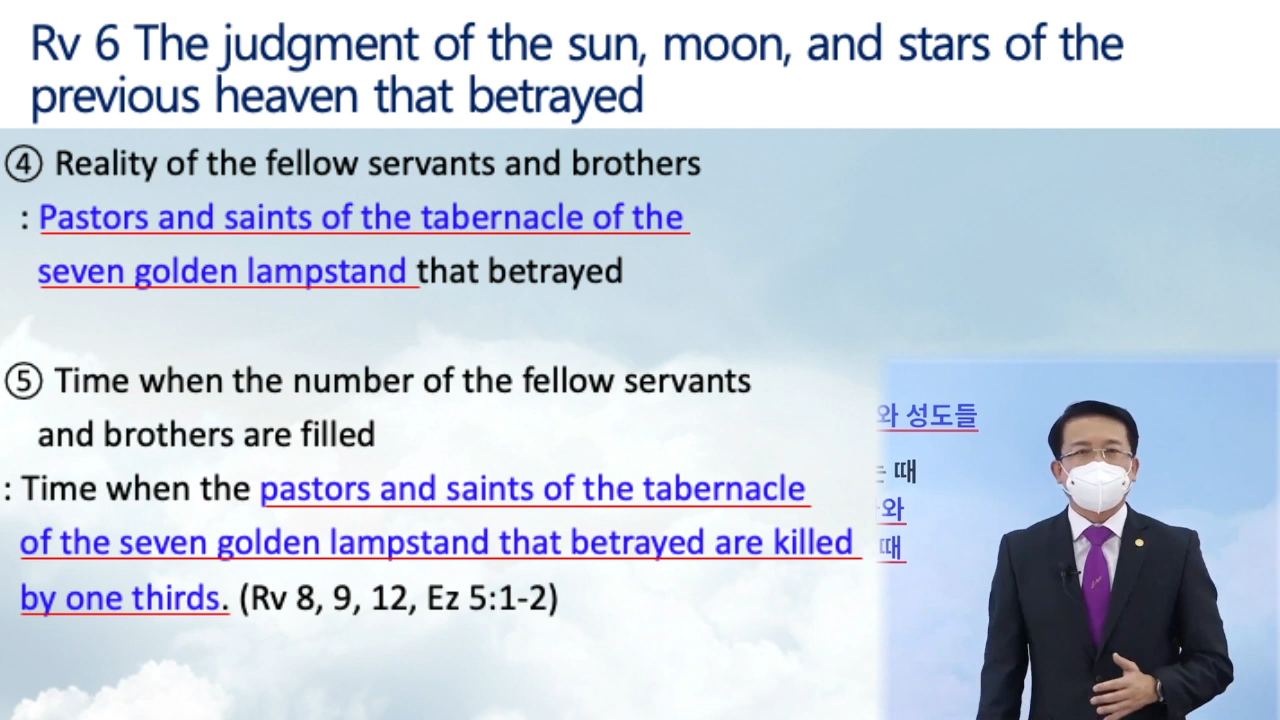 Rv 6 The judgment of the sun, moon, and stars of the
previous heaven that betrayed
④ Reality of the fellow servants and brothers
: Pastors and saints of the tabernacle of the
seven golden lampstand that betrayed
⑤ Time when the number of the fellow servants
and brothers are filled
: Time when the pastors and saints of the tabernacle
of the seven golden lampstand that betrayed are killed
by one thirds. (Rv 8, 9, 12, Ez 5:1-2)
와 성도들
는 때
와
때